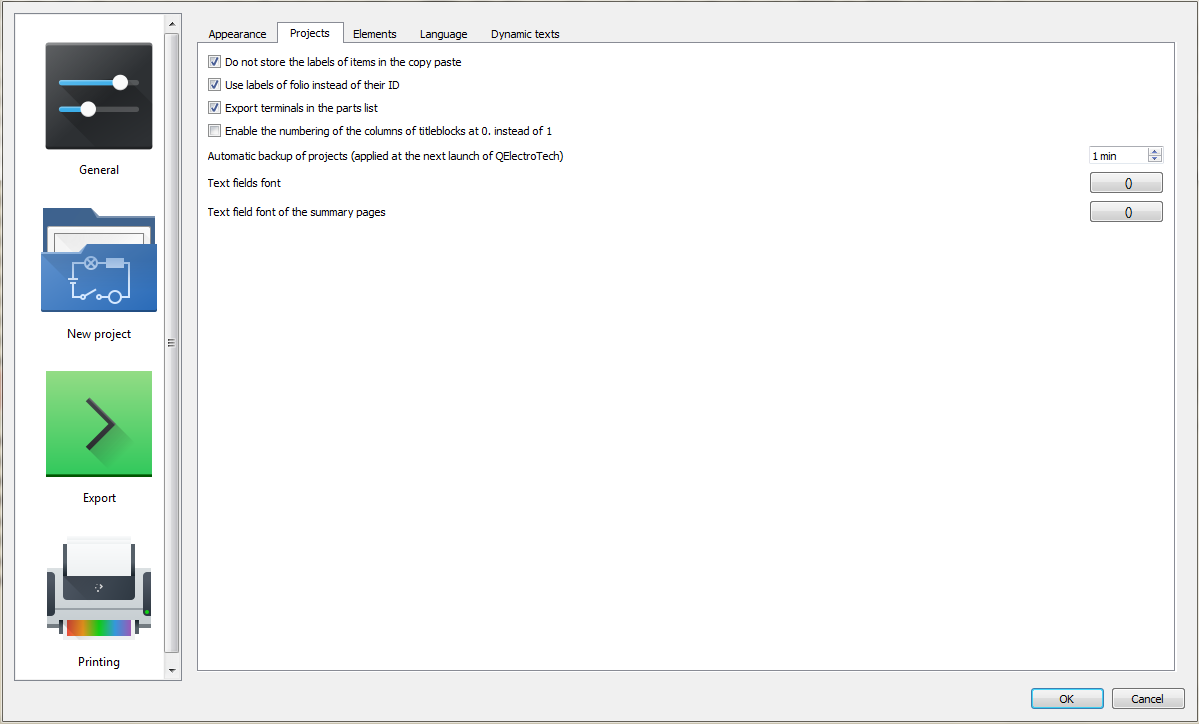 General
New project
Export
Printing
Appearance
Projects
Elements
Language
Dynamic texts
Do not store the labels of items in the copy paste
Use labels of folio instead of their ID
Export terminals in the parts list
Enable the numbering of the columns of titleblocks at 0. instead of 1
Automatic backup of projects (applied at the next launch of QElectroTech)
1 min
Text fields font
()
Text field font of the summary pages
()
OK
Cancel